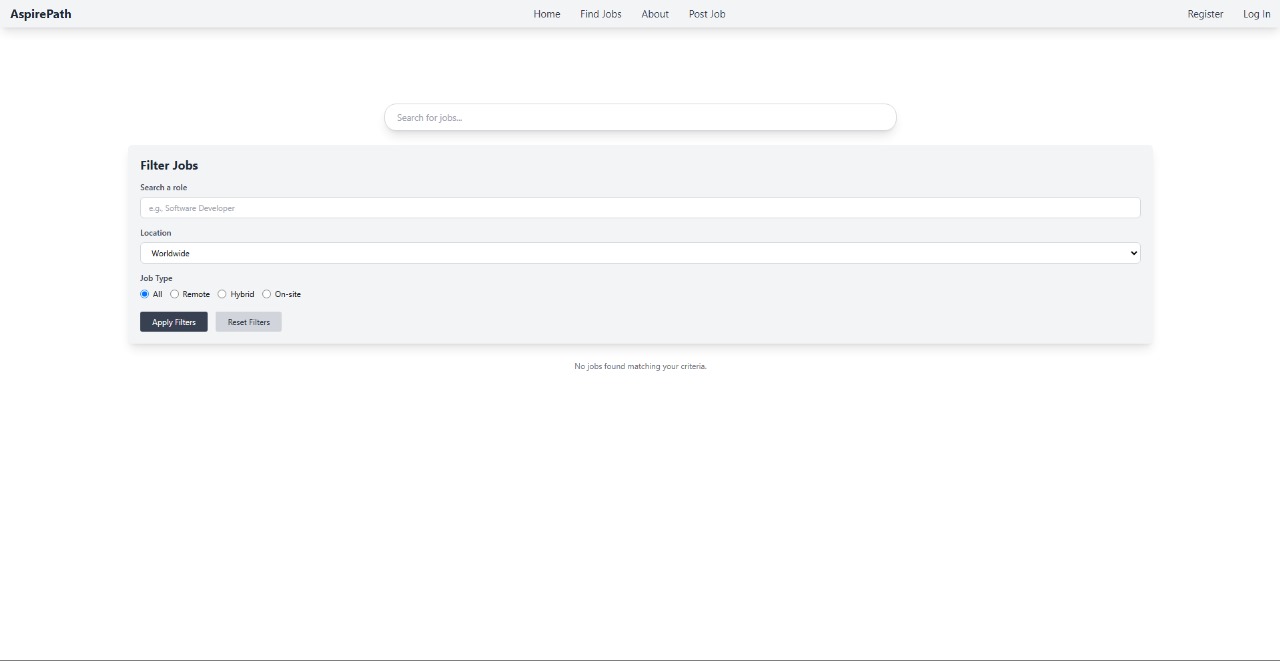 AspirePath Home Find Jobs About Post Job Register Log In
Search for jobs...
Filter Jobs
Search a role
e.g., Software Developer
Location
Worldwide
Job Type
All Remote Hybrid On-site
Apply Filters Reset Filters
No jobs found matching your criteria.